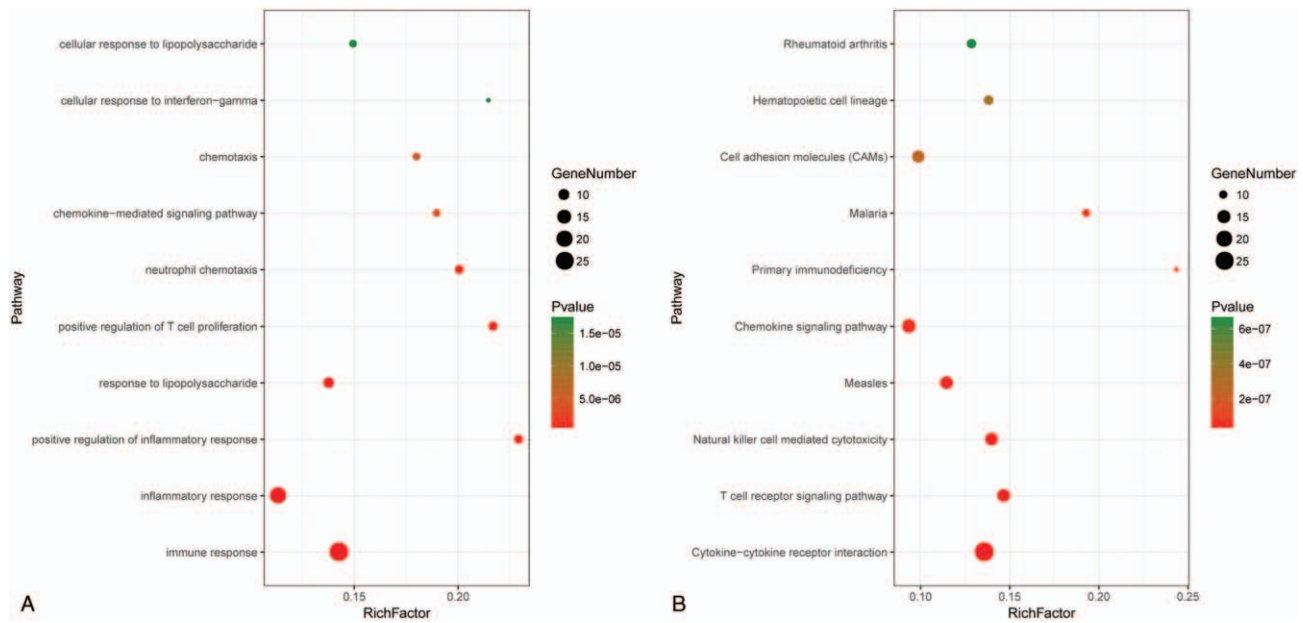 Pathway
cellular response to lipopolysaccharide
cellular response to interferon-gamma
chemotaxis
chemokine-mediated signaling pathway
neutrophil chemotaxis
positive regulation of T cell proliferation
response to lipopolysaccharide
positive regulation of inflammatory response
inflammatory response
immune response
0.15 0.20
RichFactor
A
GeneNumber
10
15
20
25
Pvalue
1.5e-05
1.0e-05
5.0e-06
Pathway
Rheumatoid arthritis
Hematopoietic cell lineage
Cell adhesion molecules (CAMs)
Malaria
Primary immunodeficiency
Chemokine signaling pathway
Measles
Natural killer cell mediated cytotoxicity
T cell receptor signaling pathway
Cytokine-cytokine receptor interaction
0.10 0.15 0.20 0.25
RichFactor
B
GeneNumber
10
15
20
25
Pvalue
6e-07
4e-07
2e-07